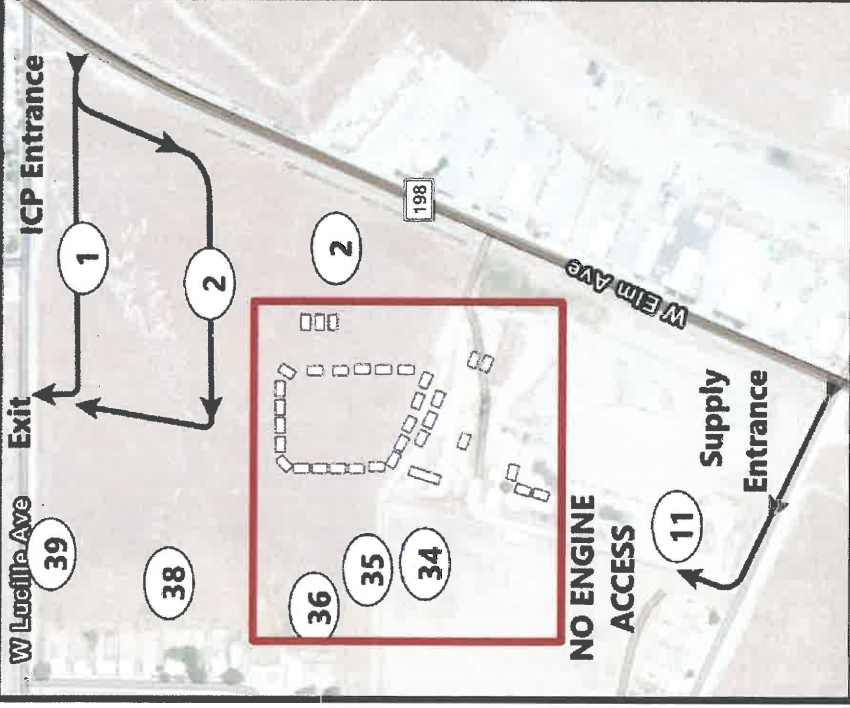 W Lucille Ave
Exit
ICP Entrance
39
1
38
2
36
35
34
2
198
NO ENGINE
ACCESS
W Elm Ave
11
Supply
Entrance